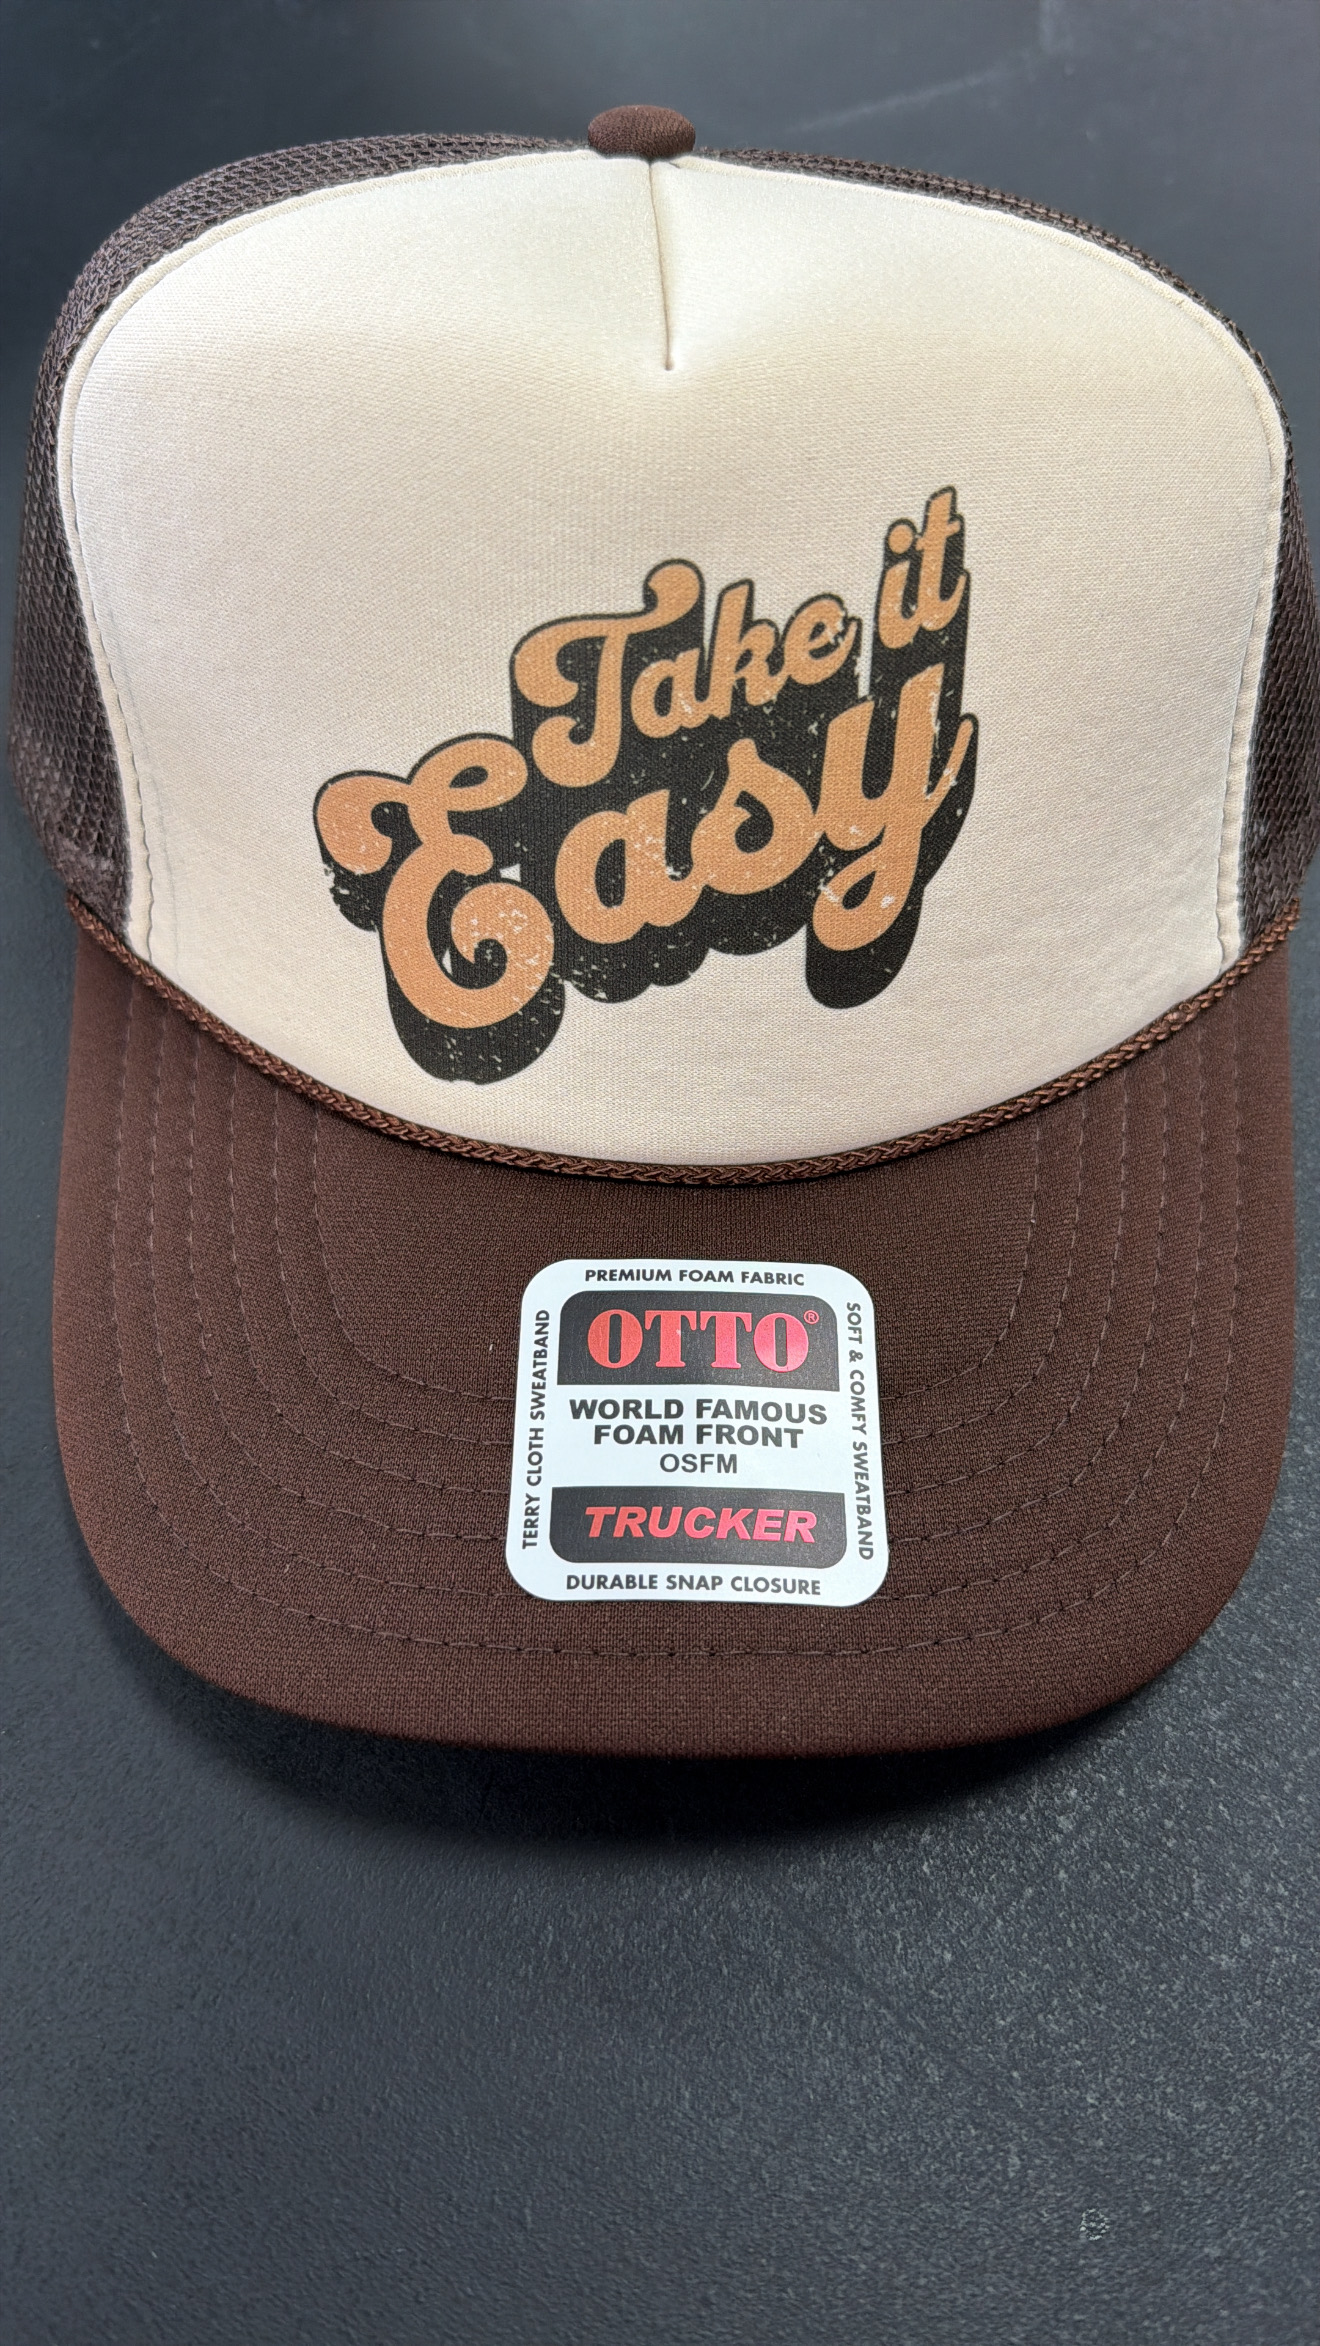 Take it
Easy
PREMIUM FOAM FABRIC
OTTO®
WORLD FAMOUS
FOAM FRONT
OSFM
TRUCKER
DURABLE SNAP CLOSURE
TERRY CLOTH SWEATBAND
SOFT & COMFY SWEATBAND